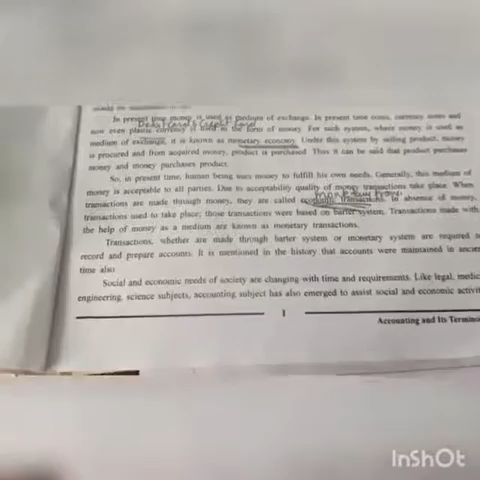 In present time money is used as medium of exchange. In present time coins, currency notes and
Debit Card & Credit Card
now even plastic currency is used in the form of money. For such system, where money is used as
medium of exchange, it is known as monetary economy. Under this system by selling product, money
is procured and from acquired money, product is purchased. Thus it can be said that product purchases
money and money purchases product.
So, in present time, human being uses money to fulfill his own needs. Generally, this medium of
money is acceptable to all parties. Due to acceptability quality of money transactions take place. When
transactions are made through money, they are called economic transactions. In absence of money,
transactions used to take place; those transactions were based on barter system. Transactions made with
the help of money as a medium are known as monetary transactions.
Transactions, whether are made through barter system or monetary system are required to
record and prepare accounts. It is mentioned in the history that accounts were maintained in ancien
time also
Social and economic needs of society are changing with time and requirements. Like legal, medic
engineering, science subjects, accounting subject has also emerged to assist social and economic activit
1
Accounting and Its Termino
InShOt